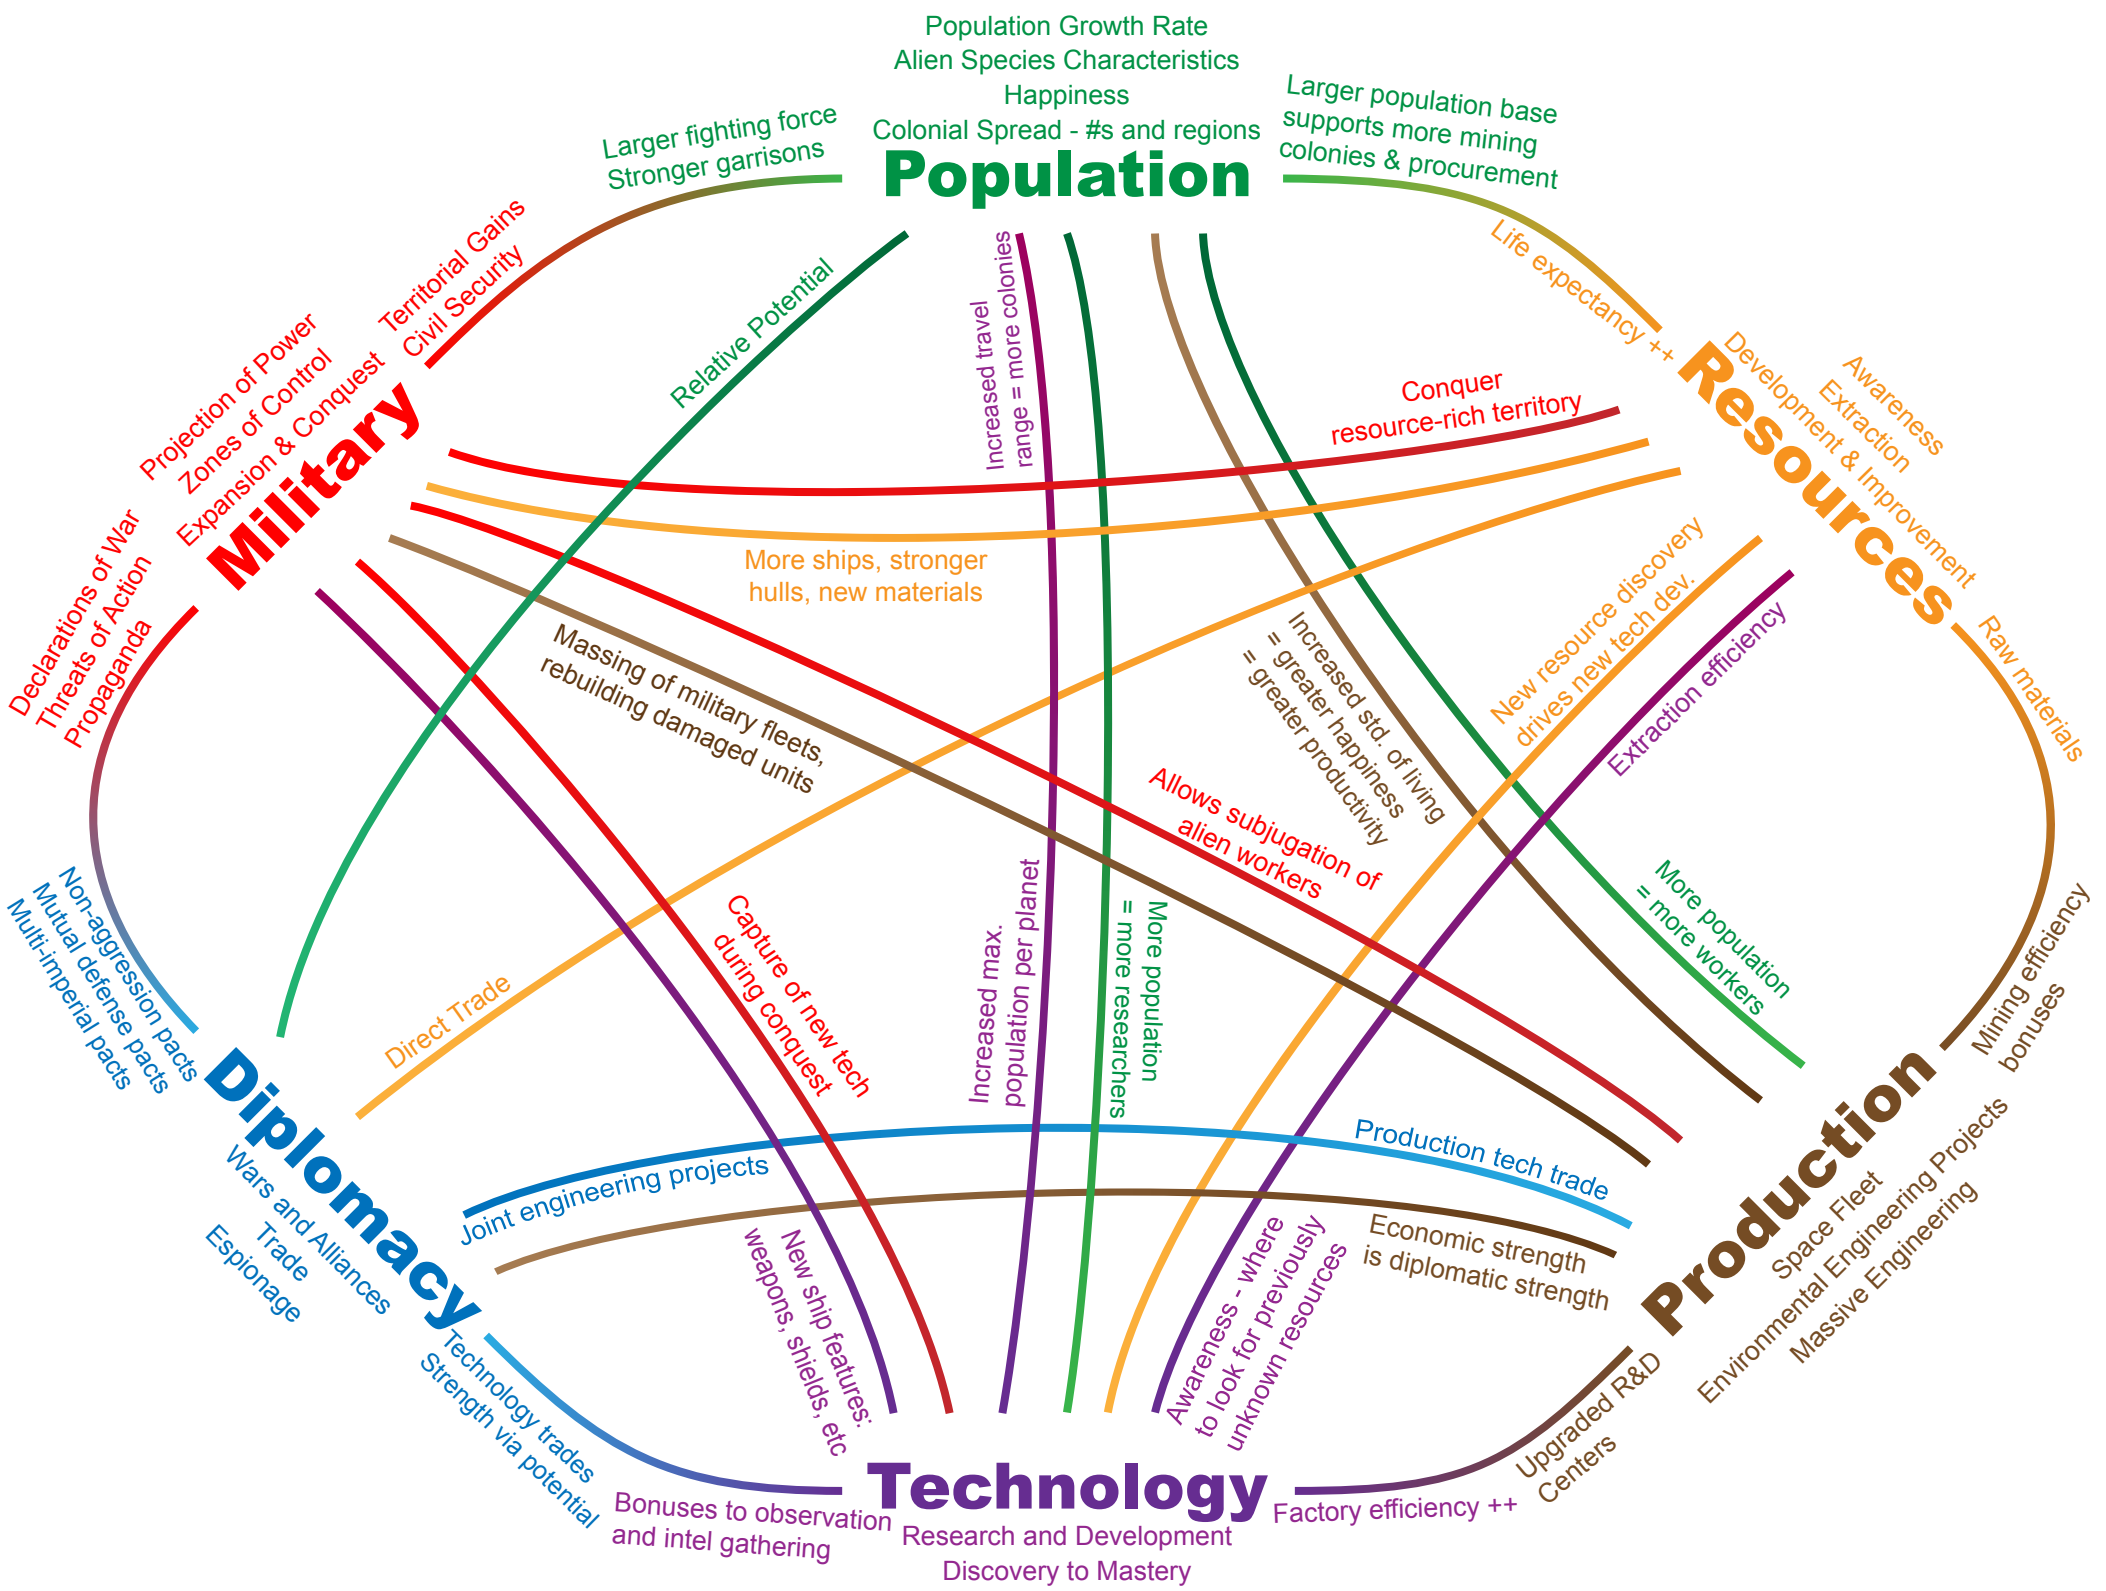 Population Growth Rate
Alien Species Characteristics
Happiness
Colonial Spread - #s and regions
Population
Larger fighting force
Stronger garrisons
Larger population base
supports more mining
colonies & procurement
Territorial Gains
Civil Security
Projection of Power
Zones of Control
Expansion & Conquest
Military
Declarations of War
Threats of Action
Propaganda
Relative Potential
Increased travel
range = more colonies
Life expectancy ++
Conquer
resource-rich territory
Awareness
Extraction
Development & Improvement
Resources
Raw materials
More ships, stronger
hulls, new materials
Massing of military fleets,
rebuilding damaged units
Increased std. of living
= greater happiness
= greater productivity
New resource discovery
drives new tech dev.
Extraction efficiency
Allows subjugation of
alien workers
More population
= more workers
Mining efficiency
bonuses
Non-aggression pacts
Mutual defense pacts
Multi-imperial pacts
Direct Trade
Capture of new tech
during conquest
Increased max.
population per planet
More population
= more researchers
Diplomacy
Wars and Alliances
Trade
Espionage
Joint engineering projects
Production tech trade
Economic strength
is diplomatic strength
Production
Space Fleet
Environmental Engineering Projects
Massive Engineering
New ship features:
weapons, shields, etc
Awareness - where
to look for previously
unknown resources
Technology trades
Strength via potential
Upgraded R&D
Centers
Bonuses to observation
and intel gathering
Technology
Factory efficiency ++
Research and Development
Discovery to Mastery